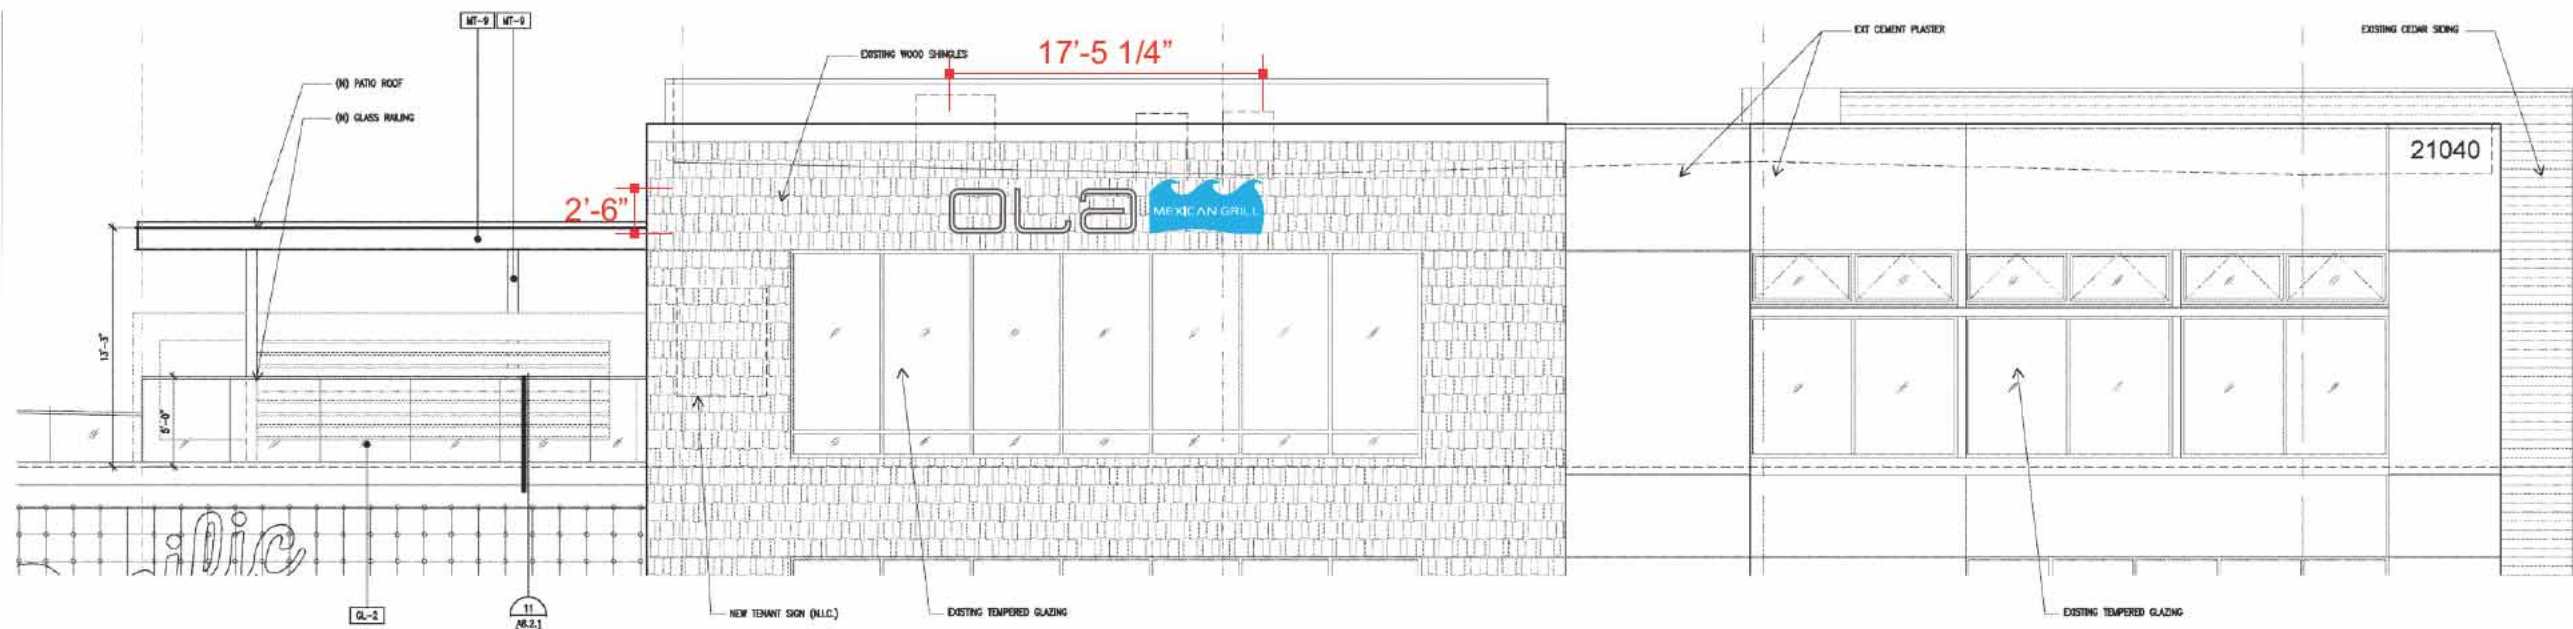 MT-9 MT-9
EXISTING WOOD SHINGLES
17'-5 1/4"
EXT CEMENT PLASTER
EXISTING CEDAR SIDING
(N) PATIO ROOF
(N) GLASS RAILING
21040
2'-6"
OLA
MEXICAN GRILL
13'-3"
5'-0"
GL-2
11
A8.2.1
NEW TENANT SIGN (N.I.C.)
EXISTING TEMPERED GLAZING
EXISTING TEMPERED GLAZING